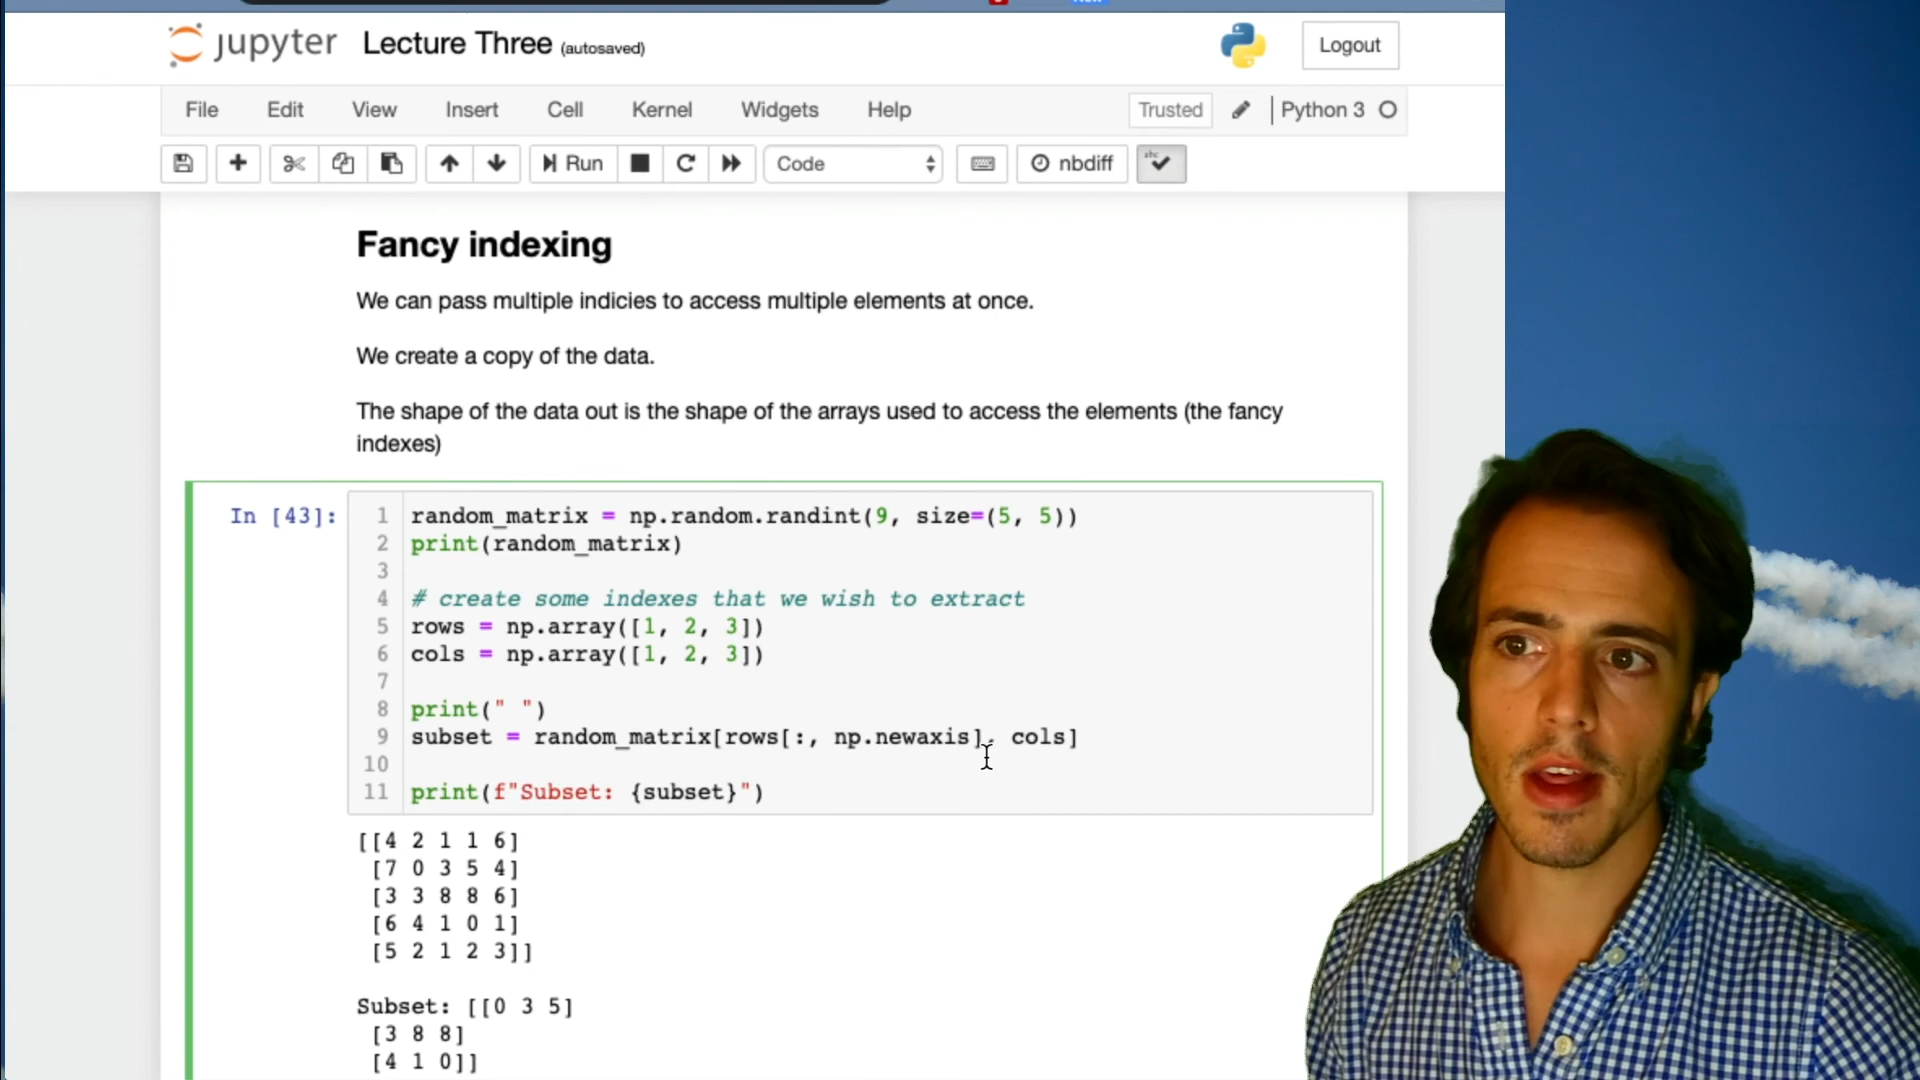 jupyter Lecture Three (autosaved)
Logout
File Edit View Insert Cell Kernel Widgets Help
Trusted Python 3
Run Code nbdiff
abc
Fancy indexing
We can pass multiple indicies to access multiple elements at once.
We create a copy of the data.
The shape of the data out is the shape of the arrays used to access the elements (the fancy
indexes)
In [43]:
1 random_matrix = np.random.randint(9, size=(5, 5))
2 print(random_matrix)
3
4 # create some indexes that we wish to extract
5 rows = np.array([1, 2, 3])
6 cols = np.array([1, 2, 3])
7
8 print(" ")
9 subset = random_matrix[rows[:, np.newaxis], cols]
10
11 print(f"Subset: {subset}")
[[4 2 1 1 6]
[7 0 3 5 4]
[3 3 8 8 6]
[6 4 1 0 1]
[5 2 1 2 3]]
Subset: [[0 3 5]
[3 8 8]
[4 1 0]]